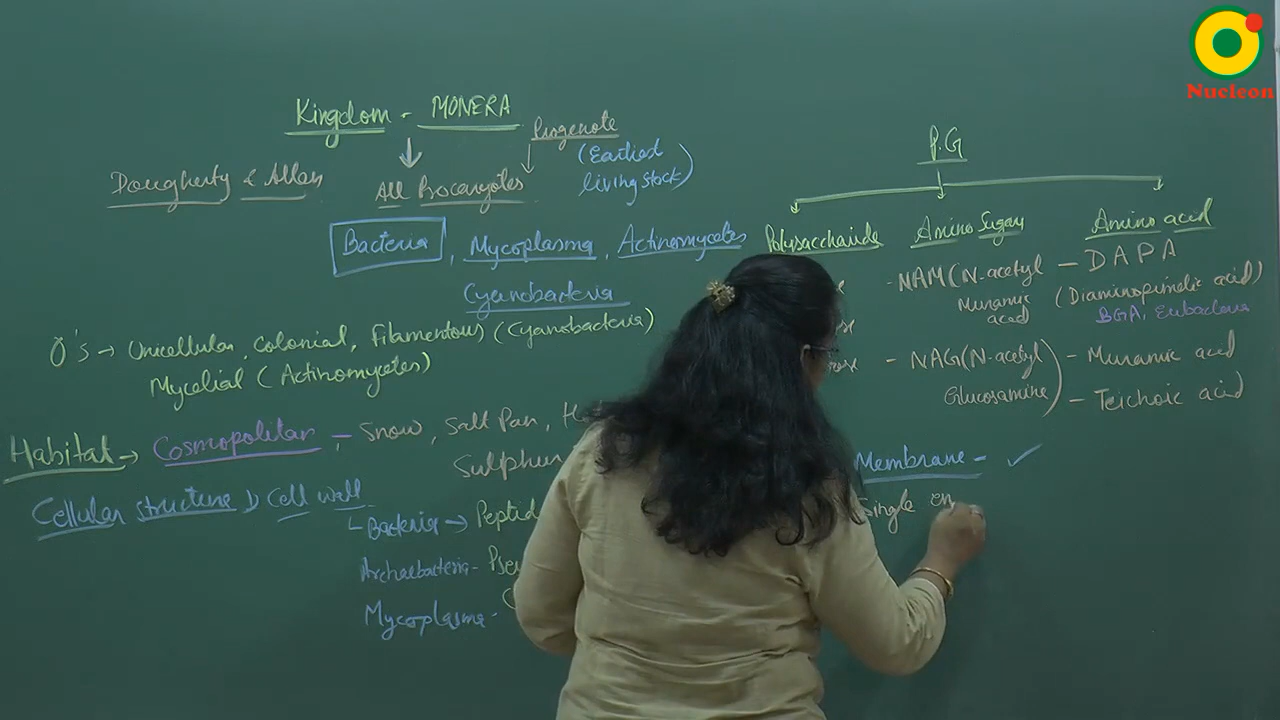 Nucleon
Kingdom - MONERA
Progenote
(Earliest
living stock)
Dougherty & Allen
All Procaryotes
Bacteria, Mycoplasma, Actinomycetes
Cyanobacteria
O's → Unicellular, colonial, Filamentous (Cyanobacteria)
Mycelial (Actinomycetes)
Habital → Cosmopolitan - Snow, Salt Pan,
Sulphur
Cellular structure 1) Cell wall
Bacteria → Peptid
Archaebacteria - Pseu
Mycoplasma -
P.G
Polysaccharide Amino Sugar Amino acid
- NAM (N-acetyl
Muramic
acid
- NAG (N-acetyl
Glucosamine)
- DAPA
(Diaminopimelic acid)
BGA, Eubacteria
- Muramic acid
- Teichoic acid
Membrane - ✓
Single en